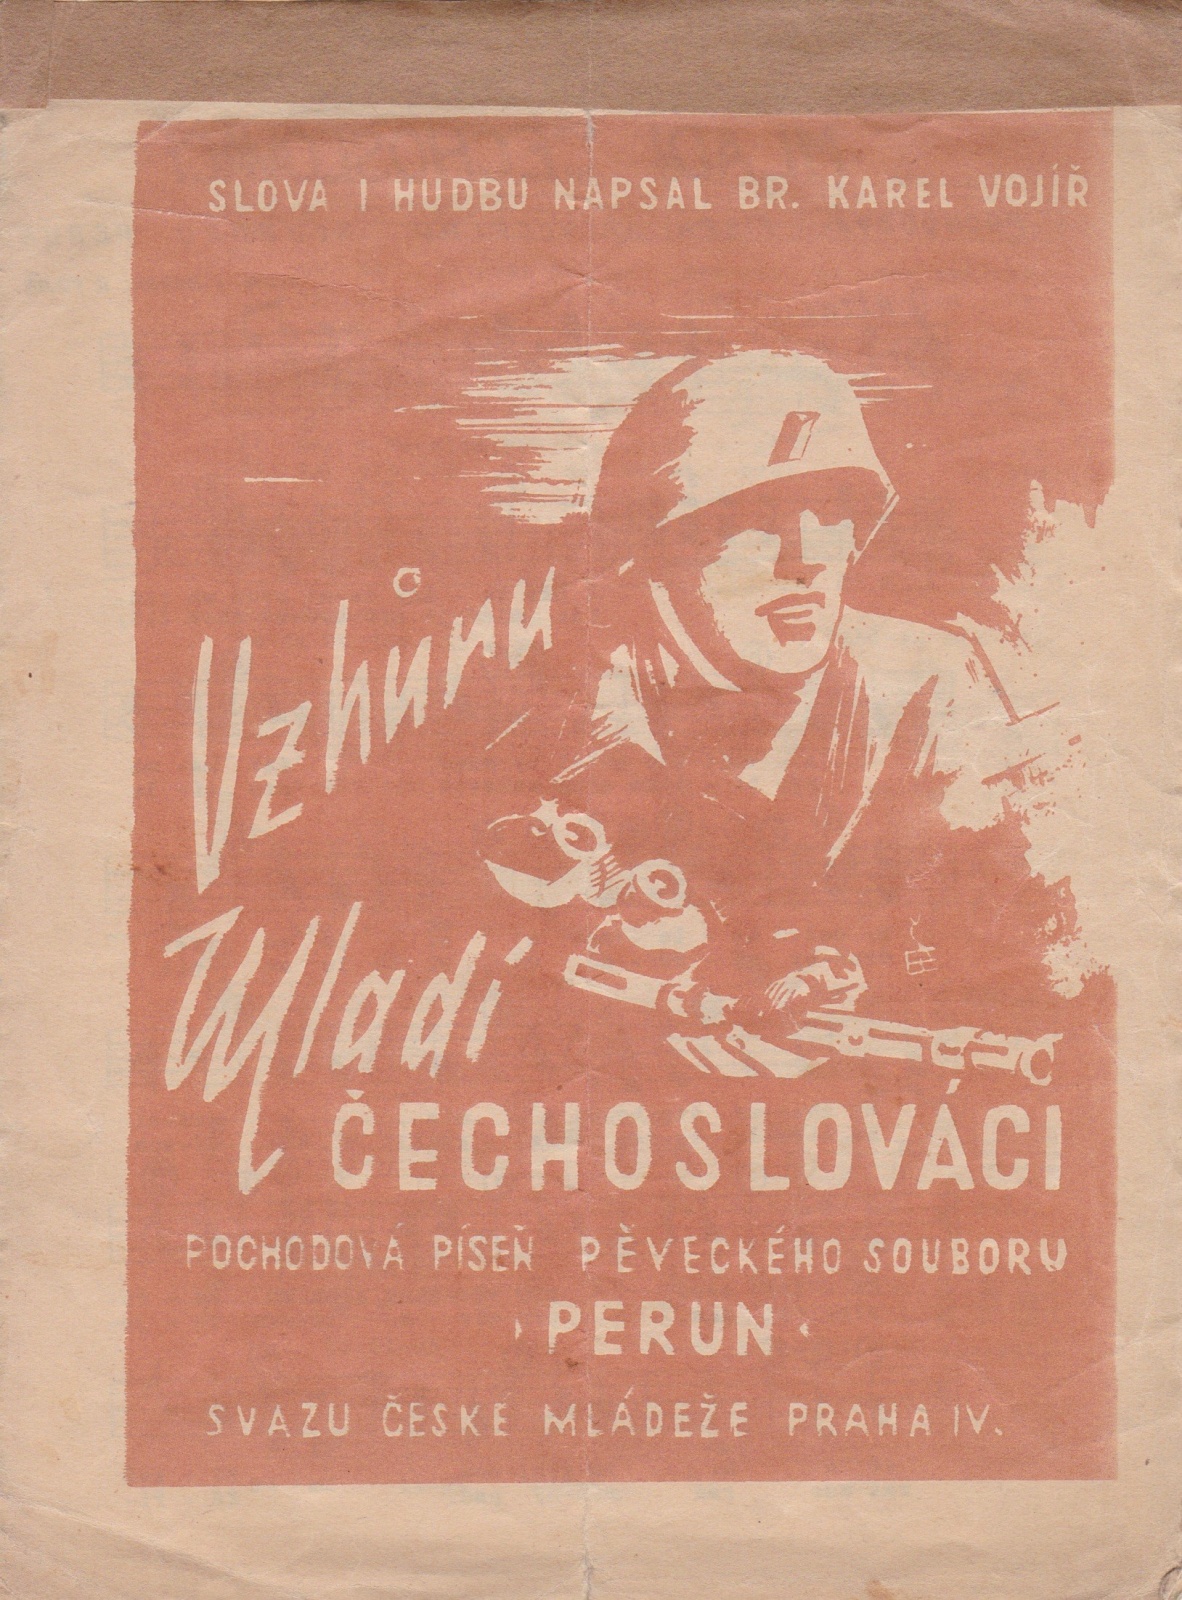 SLOVA I HUDBU NAPSAL BR. KAREL VOJÍŘ
Vzhůru
Mladí
ČECHOSLOVÁCI
POCHODOVÁ PÍSEŇ PĚVECKÉHO SOUBORU
› PERUN ‹
SVAZU ČESKÉ MLÁDEŽE PRAHA IV.